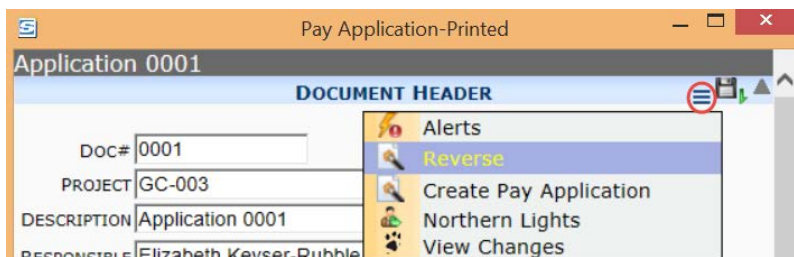 Pay Application-Printed
Application 0001
DOCUMENT HEADER
Alerts
DOC# 0001
Reverse
PROJECT GC-003
Create Pay Application
DESCRIPTION Application 0001
Northern Lights
RESPONSIBLE Elizabeth Keyser-Rubble
View Changes